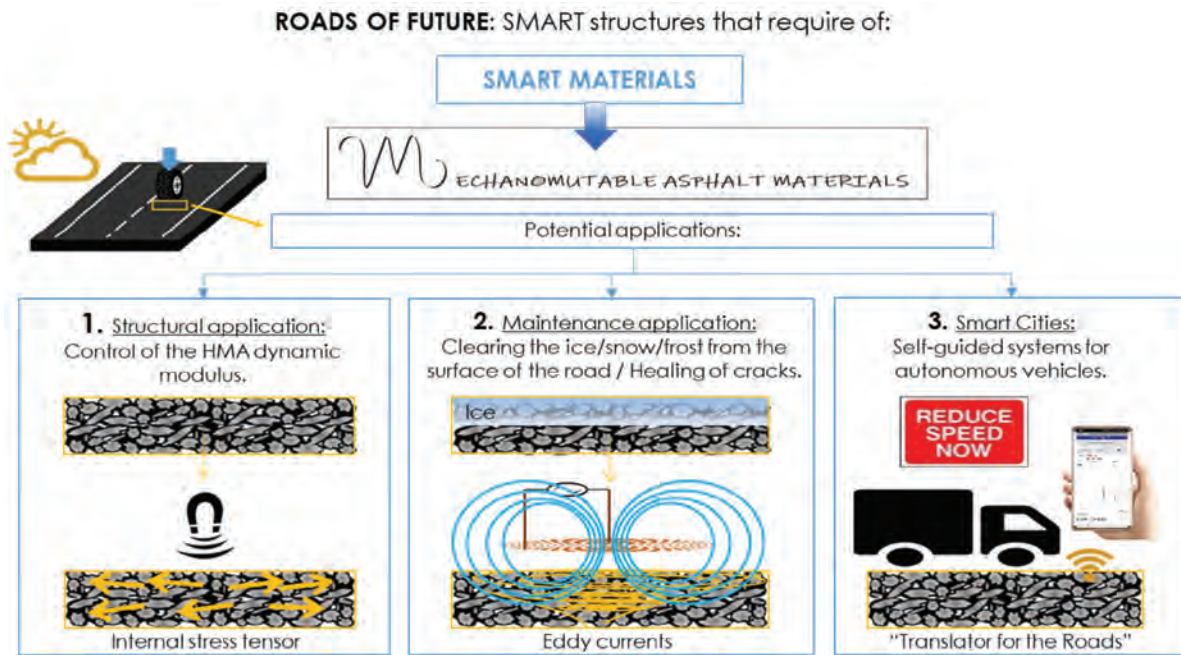 ROADS OF FUTURE: SMART structures that require of:
SMART MATERIALS
MECHANOMUTABLE ASPHALT MATERIALS
Potential applications:
1. Structural application:
Control of the HMA dynamic
modulus.
Internal stress tensor
2. Maintenance application:
Clearing the ice/snow/frost from the
surface of the road / Healing of cracks.
Ice
Eddy currents
3. Smart Cities:
Self-guided systems for
autonomous vehicles.
REDUCE
SPEED
NOW
"Translator for the Roads"